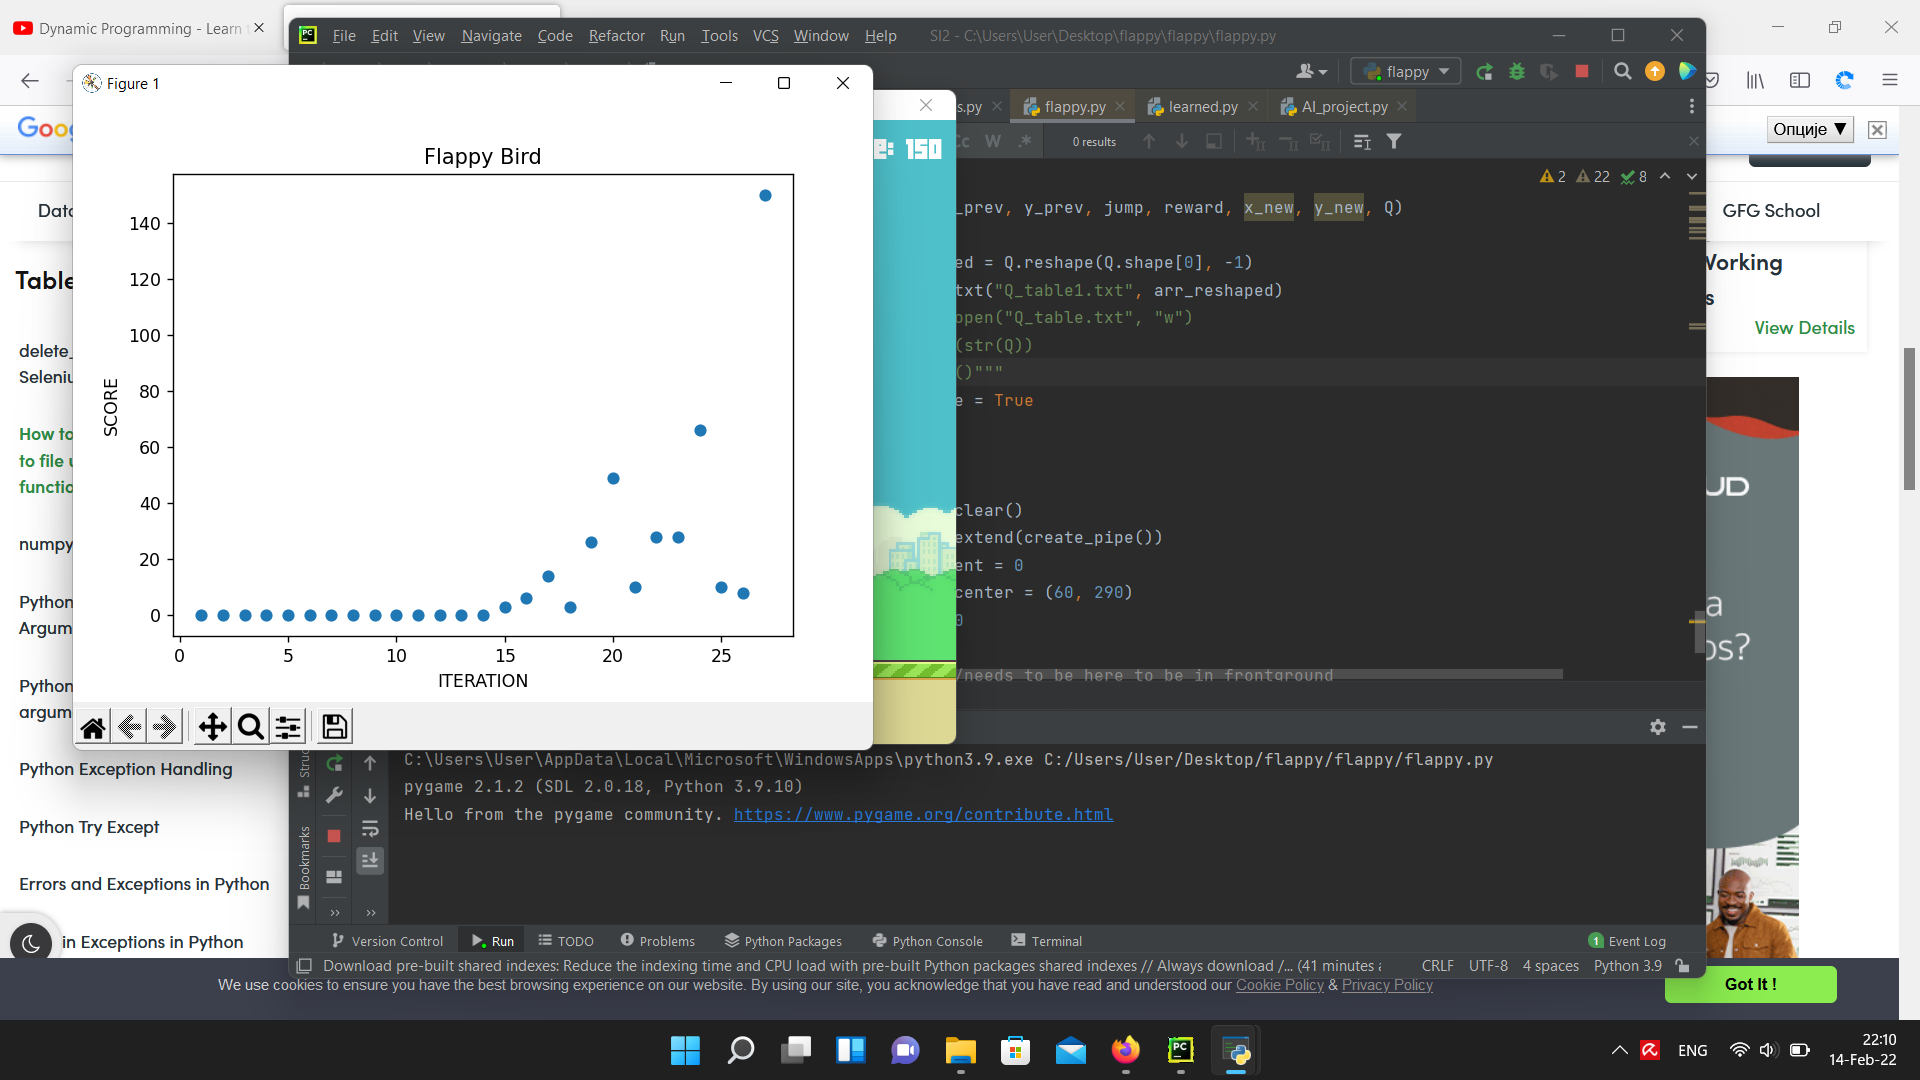 Dynamic Programming - Learn
File Edit View Navigate Code Refactor Run Tools VCS Window Help
SI2 - C:\Users\User\Desktop\flappy\flappy\flappy.py
flappy
Figure 1
s.py
flappy.py
learned.py
AI_project.py
Goo
Cc W .*
0 results
Опције ▼
e: 150
2 22 8
Flappy Bird
SCORE
140
120
100
80
60
40
20
0
0 5 10 15 20 25
ITERATION
_prev, y_prev, jump, reward, x_new, y_new, Q)
ed = Q.reshape(Q.shape[0], -1)
txt("Q_table1.txt", arr_reshaped)
open("Q_table.txt", "w")
(str(Q))
()"""
e = True
clear()
extend(create_pipe())
ent = 0
center = (60, 290)
0
/needs to be here to be in frontground
GFG School
Working
s
View Details
UD
a
os?
Data
Table
delete_
Seleniu
How to
to file u
functio
numpy
Python
Argum
Python
argum
Python Exception Handling
Python Try Except
Errors and Exceptions in Python
in Exceptions in Python
Bookmarks
C:\Users\User\AppData\Local\Microsoft\WindowsApps\python3.9.exe C:/Users/User/Desktop/flappy/flappy/flappy.py
pygame 2.1.2 (SDL 2.0.18, Python 3.9.10)
Hello from the pygame community. https://www.pygame.org/contribute.html
Version Control Run TODO Problems Python Packages Python Console Terminal
1 Event Log
Download pre-built shared indexes: Reduce the indexing time and CPU load with pre-built Python packages shared indexes // Always download /... (41 minutes a
CRLF UTF-8 4 spaces Python 3.9
We use cookies to ensure you have the best browsing experience on our website. By using our site, you acknowledge that you have read and understood our Cookie Policy & Privacy Policy
Got It !
PC
ENG
22:10
14-Feb-22